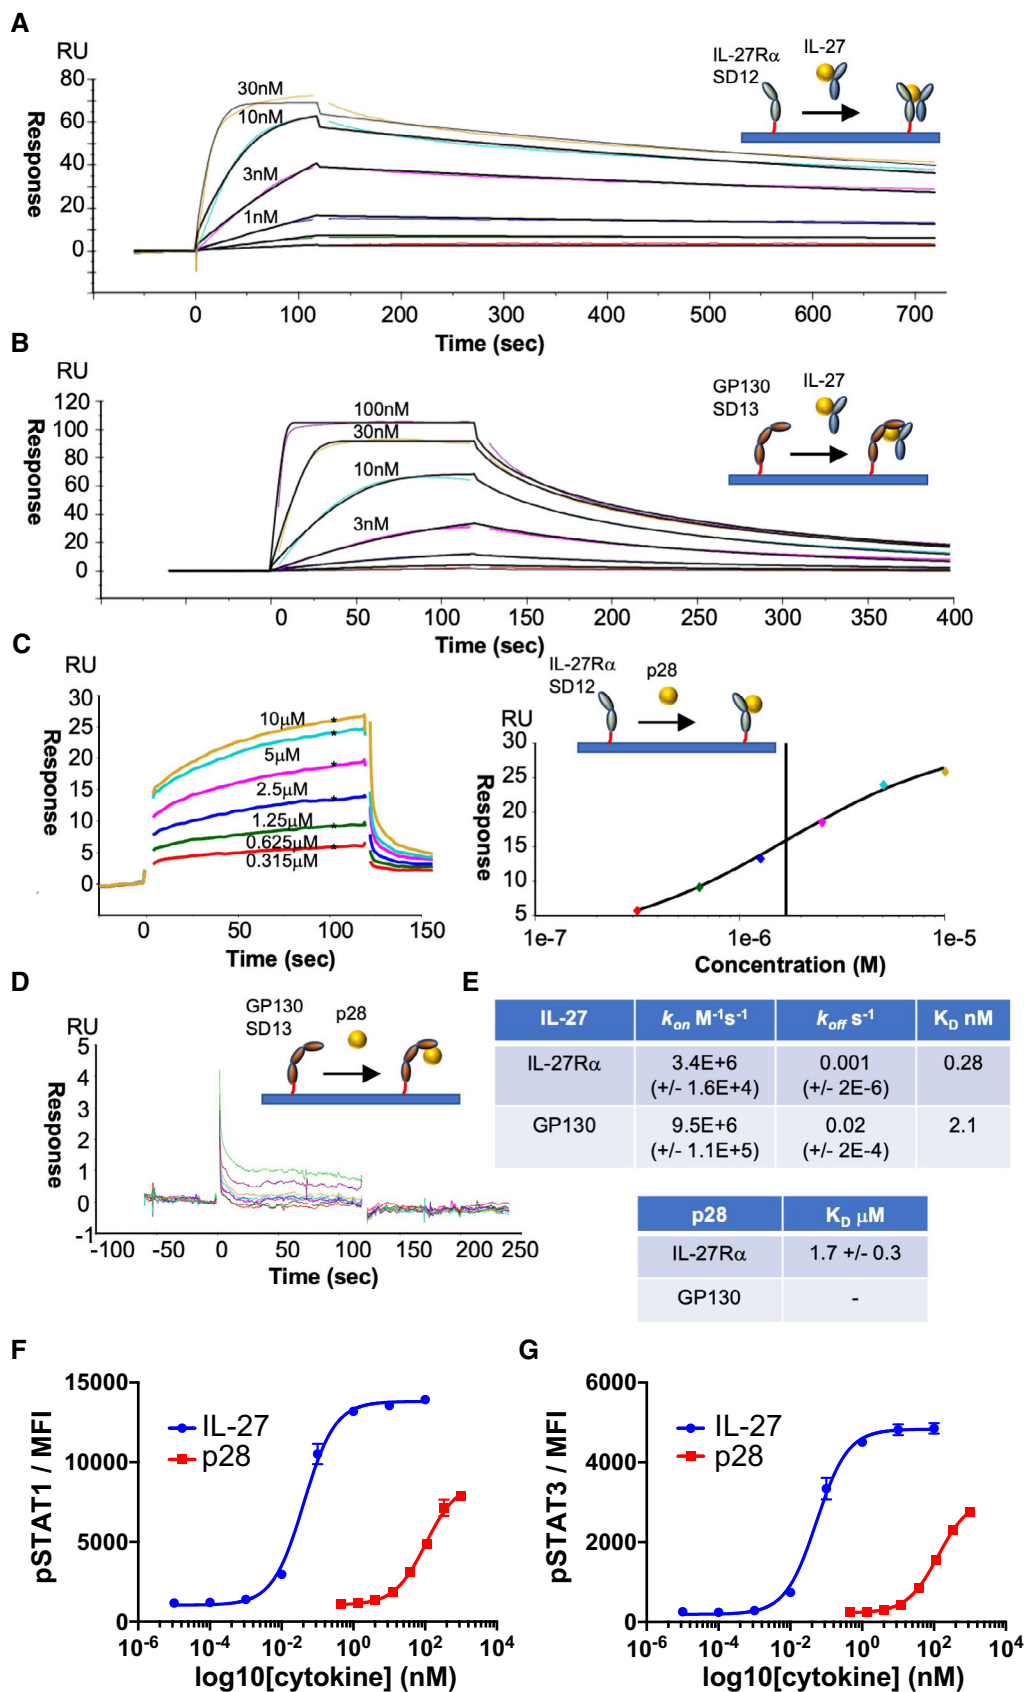 A
RU
IL-27Rα
SD12
IL-27
80
60
40
20
0
Response
30nM
10nM
3nM
1nM
0 100 200 300 400 500 600 700
Time (sec)
B
RU
GP130
SD13
IL-27
120
100
80
60
40
20
0
Response
100nM
30nM
10nM
3nM
0 50 100 150 200 250 300 350 400
Time (sec)
C
RU
30
25
20
15
10
5
0
Response
10μM
5μM
2.5μM
1.25μM
0.625μM
0.315μM
* * * * * *
0 50 100 150
Time (sec)
IL-27Rα
SD12
p28
RU
30
25
20
15
10
5
Response
1e-7 1e-6 1e-5
Concentration (M)
D
RU
GP130
SD13
p28
5
4
3
2
1
0
-1
Response
-100 -50 0 50 100 150 200 250
Time (sec)
E
IL-27 kon M-1s-1 koff s-1 KD nM
IL-27Rα 3.4E+6 0.001 0.28
(+/- 1.6E+4) (+/- 2E-6)
GP130 9.5E+6 0.02 2.1
(+/- 1.1E+5) (+/- 2E-4)
p28 KD μM
IL-27Rα 1.7 +/- 0.3
GP130 -
F
15000
10000
5000
0
pSTAT1 / MFI
IL-27
p28
10-6 10-4 10-2 100 102 104
log10[cytokine] (nM)
G
6000
4000
2000
0
pSTAT3 / MFI
IL-27
p28
10-6 10-4 10-2 100 102 104
log10[cytokine] (nM)